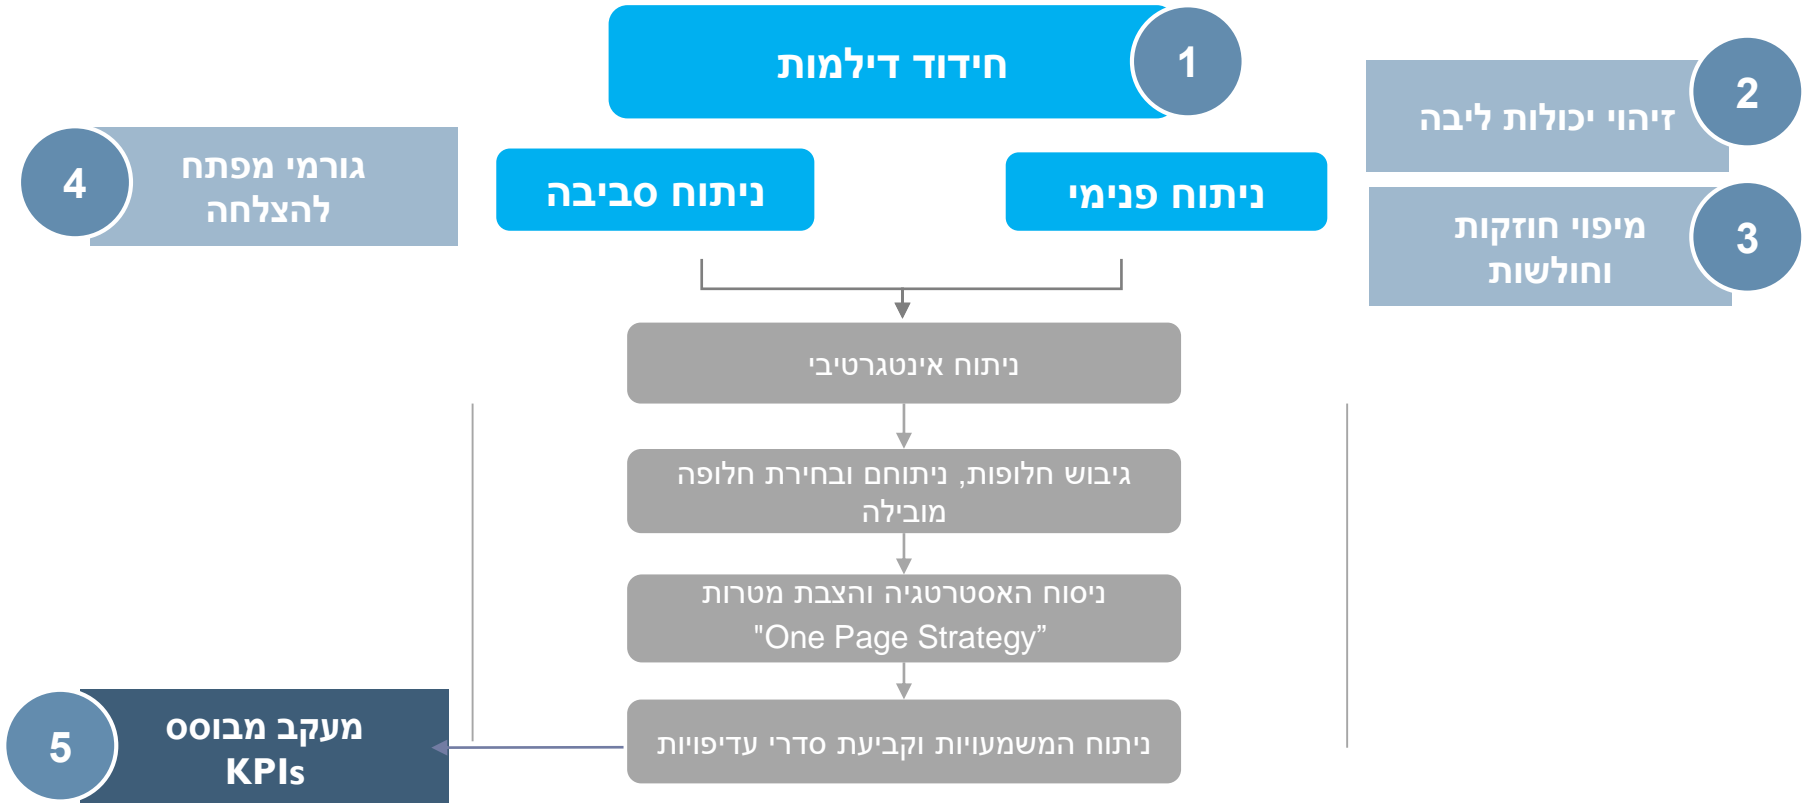 חידוד דילמות
1
2
זיהוי יכולות ליבה
ניתוח פנימי
ניתוח סביבה
4
גורמי מפתח
להצלחה
3
מיפוי חוזקות
וחולשות
ניתוח אינטגרטיבי
גיבוש חלופות, ניתוחם ובחירת חלופה
מובילה
ניסוח האסטרטגיה והצבת מטרות
"One Page Strategy”
ניתוח המשמעויות וקביעת סדרי עדיפויות
5
מעקב מבוסס
KPIs